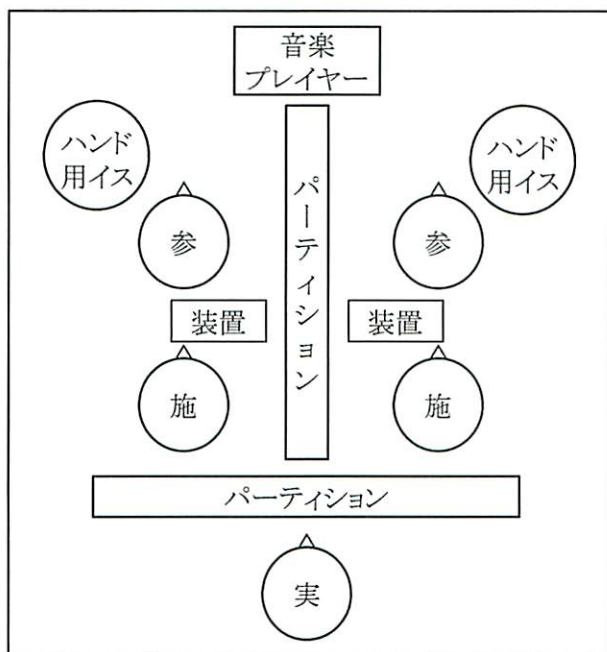 音楽
プレイヤー
ハンド
用イス
パーティション
ハンド
用イス
参
参
装置
装置
施
施
パーティション
実